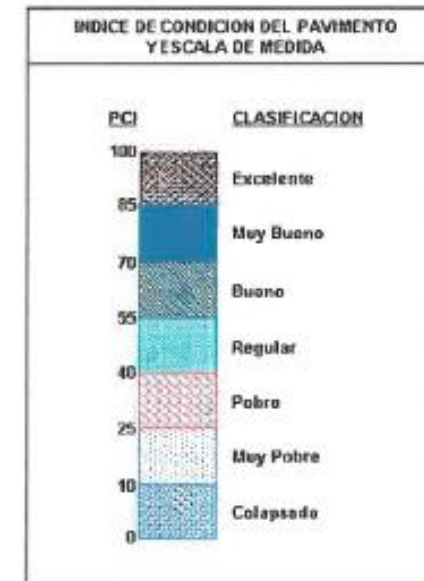 INDICE DE CONDICION DEL PAVIMENTO
Y ESCALA DE MEDIDA
PCI CLASIFICACION
100
Excelente
85
Muy Bueno
70
Bueno
55
Regular
40
Pobre
25
Muy Pobre
10
Colapsado
0